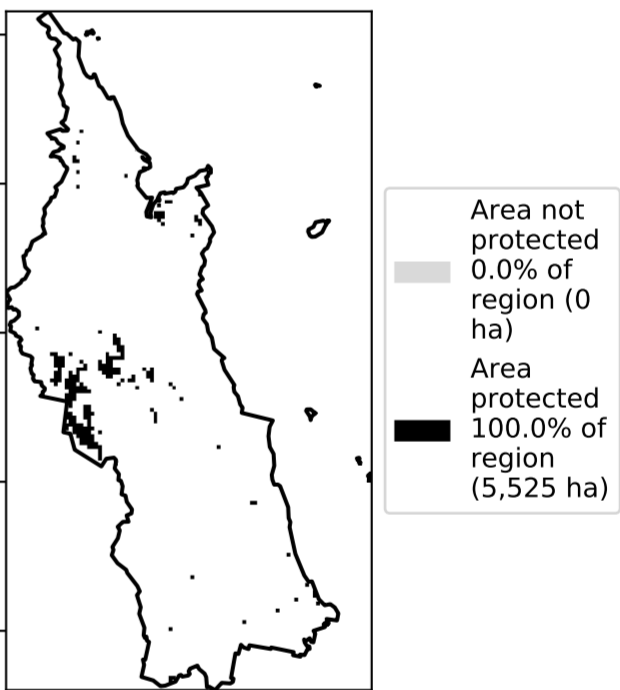 Area not
protected
0.0% of
region (0
ha)
Area
protected
100.0% of
region
(5,525 ha)